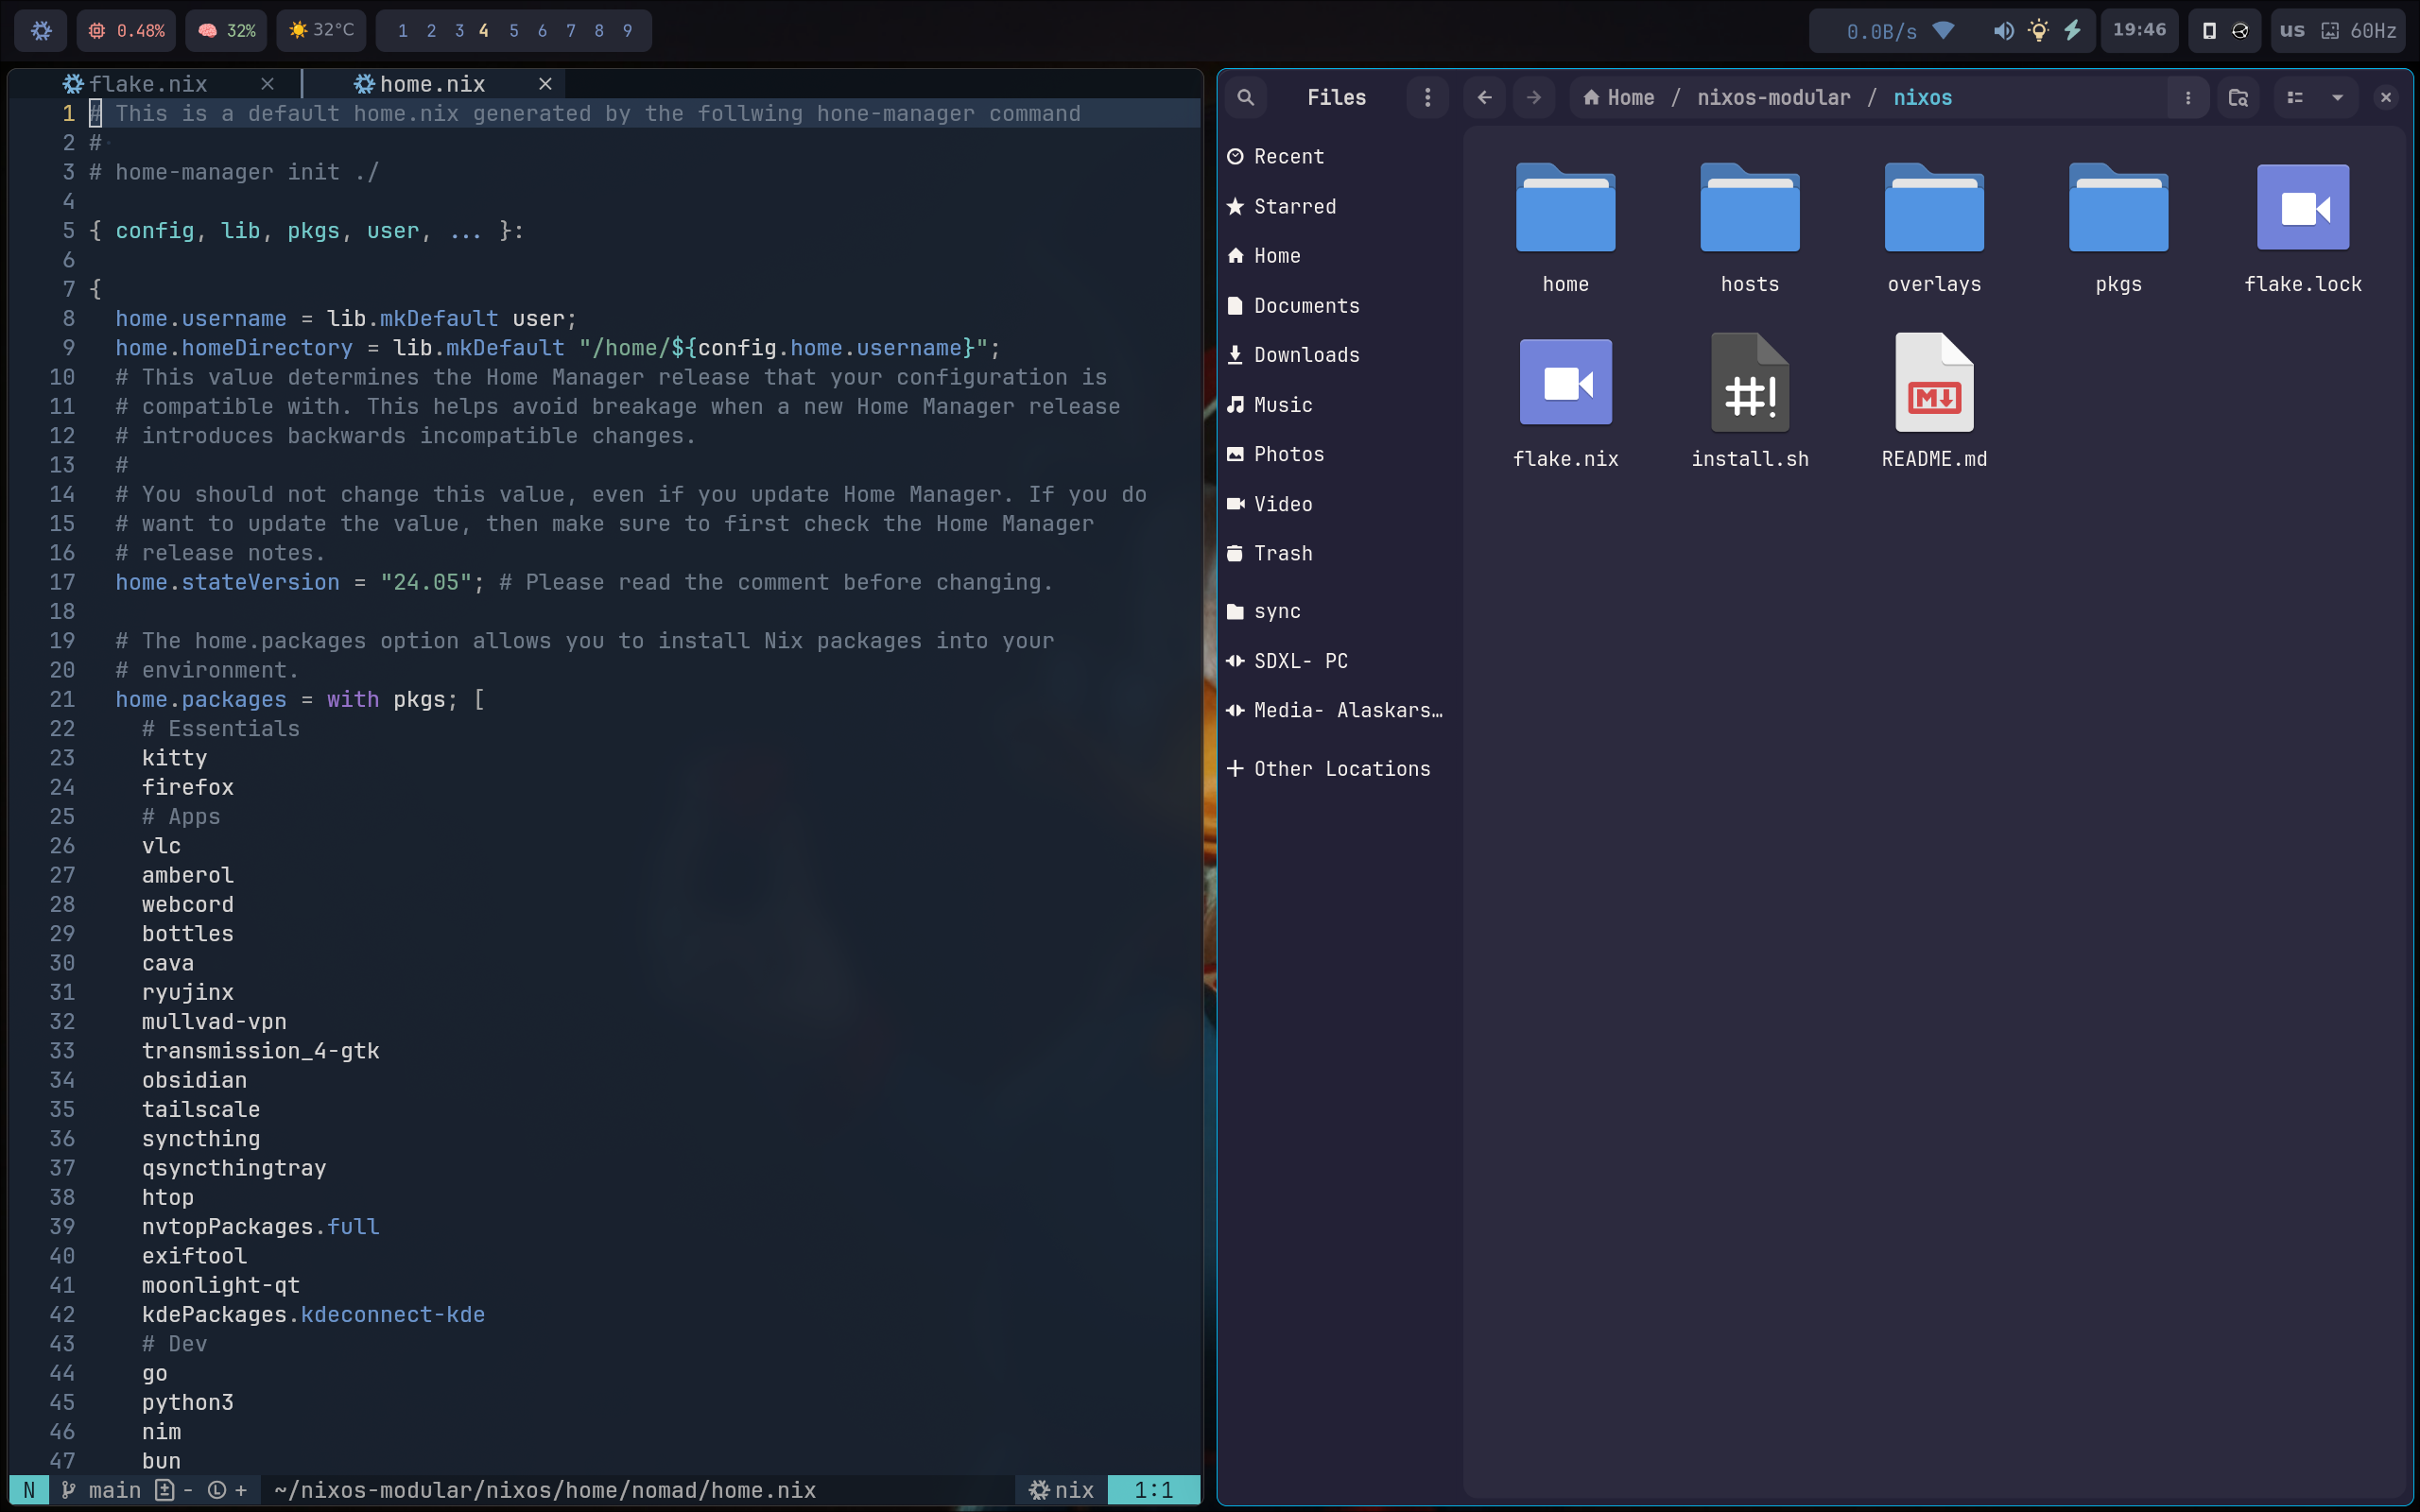 0.48% 32% 32°C 1 2 3 4 5 6 7 8 9 0.0B/s 19:46 us 60Hz
flake.nix × home.nix ×
1 # This is a default home.nix generated by the follwing hone-manager command
2 #
3 # home-manager init ./
4
5 { config, lib, pkgs, user, ... }:
6
7 {
8 home.username = lib.mkDefault user;
9 home.homeDirectory = lib.mkDefault "/home/${config.home.username}";
10 # This value determines the Home Manager release that your configuration is
11 # compatible with. This helps avoid breakage when a new Home Manager release
12 # introduces backwards incompatible changes.
13 #
14 # You should not change this value, even if you update Home Manager. If you do
15 # want to update the value, then make sure to first check the Home Manager
16 # release notes.
17 home.stateVersion = "24.05"; # Please read the comment before changing.
18
19 # The home.packages option allows you to install Nix packages into your
20 # environment.
21 home.packages = with pkgs; [
22 # Essentials
23 kitty
24 firefox
25 # Apps
26 vlc
27 amberol
28 webcord
29 bottles
30 cava
31 ryujinx
32 mullvad-vpn
33 transmission_4-gtk
34 obsidian
35 tailscale
36 syncthing
37 qsyncthingtray
38 htop
39 nvtopPackages.full
40 exiftool
41 moonlight-qt
42 kdePackages.kdeconnect-kde
43 # Dev
44 go
45 python3
46 nim
47 bun
N main - + ~/nixos-modular/nixos/home/nomad/home.nix nix 1:1
Files
Home / nixos-modular / nixos
Recent
Starred
Home
Documents
Downloads
Music
Photos
Video
Trash
sync
SDXL- PC
Media- Alaskars…
Other Locations
home hosts overlays pkgs flake.lock
#! M
flake.nix install.sh README.md